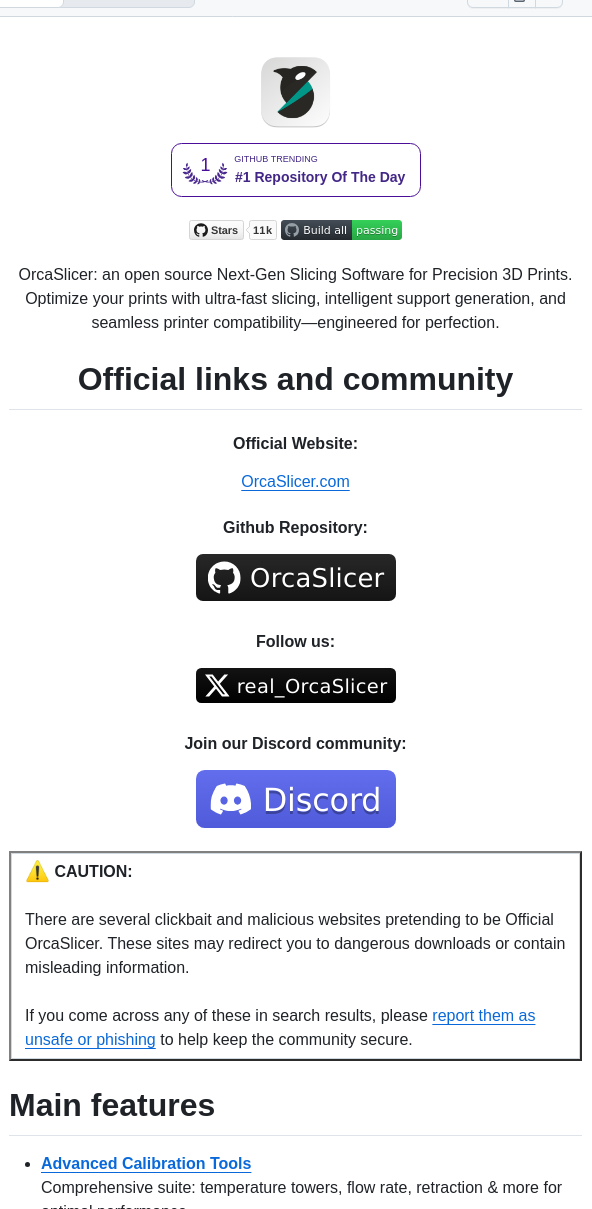 1
GITHUB TRENDING
#1 Repository Of The Day
Stars 11k Build all passing
OrcaSlicer: an open source Next-Gen Slicing Software for Precision 3D Prints.
Optimize your prints with ultra-fast slicing, intelligent support generation, and
seamless printer compatibility—engineered for perfection.
Official links and community
Official Website:
OrcaSlicer.com
Github Repository:
OrcaSlicer
Follow us:
real_OrcaSlicer
Join our Discord community:
Discord
⚠️ CAUTION:
There are several clickbait and malicious websites pretending to be Official
OrcaSlicer. These sites may redirect you to dangerous downloads or contain
misleading information.
If you come across any of these in search results, please report them as
unsafe or phishing to help keep the community secure.
Main features
• Advanced Calibration Tools
Comprehensive suite: temperature towers, flow rate, retraction & more for